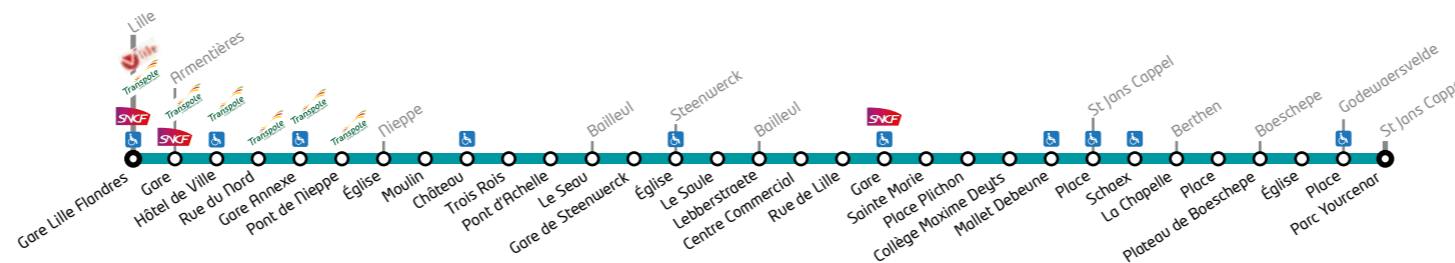 Lille
Armentières
Nieppe
Bailleul
Steenwerck
Bailleul
St Jans Cappel
Berthen
Boeschepe
Godewaersvelde
St Jans Capp
Transpole
Transpole
Transpole
Transpole
Transpole
Transpole
SNCF
SNCF
SNCF
Gare Lille Flandres
Gare
Hôtel de Ville
Rue du Nord
Gare Annexe
Pont de Nieppe
Église
Moulin
Château
Trois Rois
Pont d'Achelle
Le Seau
Gare de Steenwerck
Église
Le Saule
Lebberstraete
Centre Commercial
Rue de Lille
Gare
Sainte Marie
Place Plichon
Collège Maxime Deyts
Mallet Debeune
Place
Schaex
La Chapelle
Place
Plateau de Boeschepe
Église
Place
Parc Yourcenar